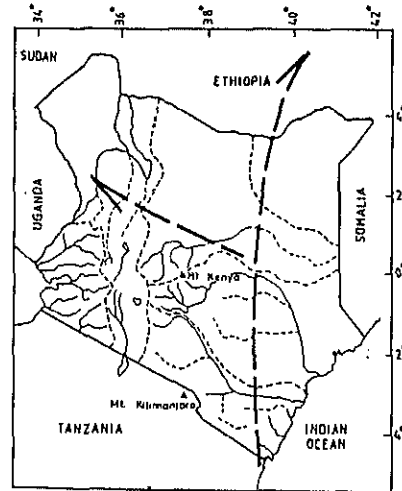 36 38 40 42
SUDAN
ETHIOPIA
4°
UGANDA
SOMALIA
2°
Mt Kenya
0°
2°
Mt. Kilimanjaro
TANZANIA
INDIAN
OCEAN
4°
34